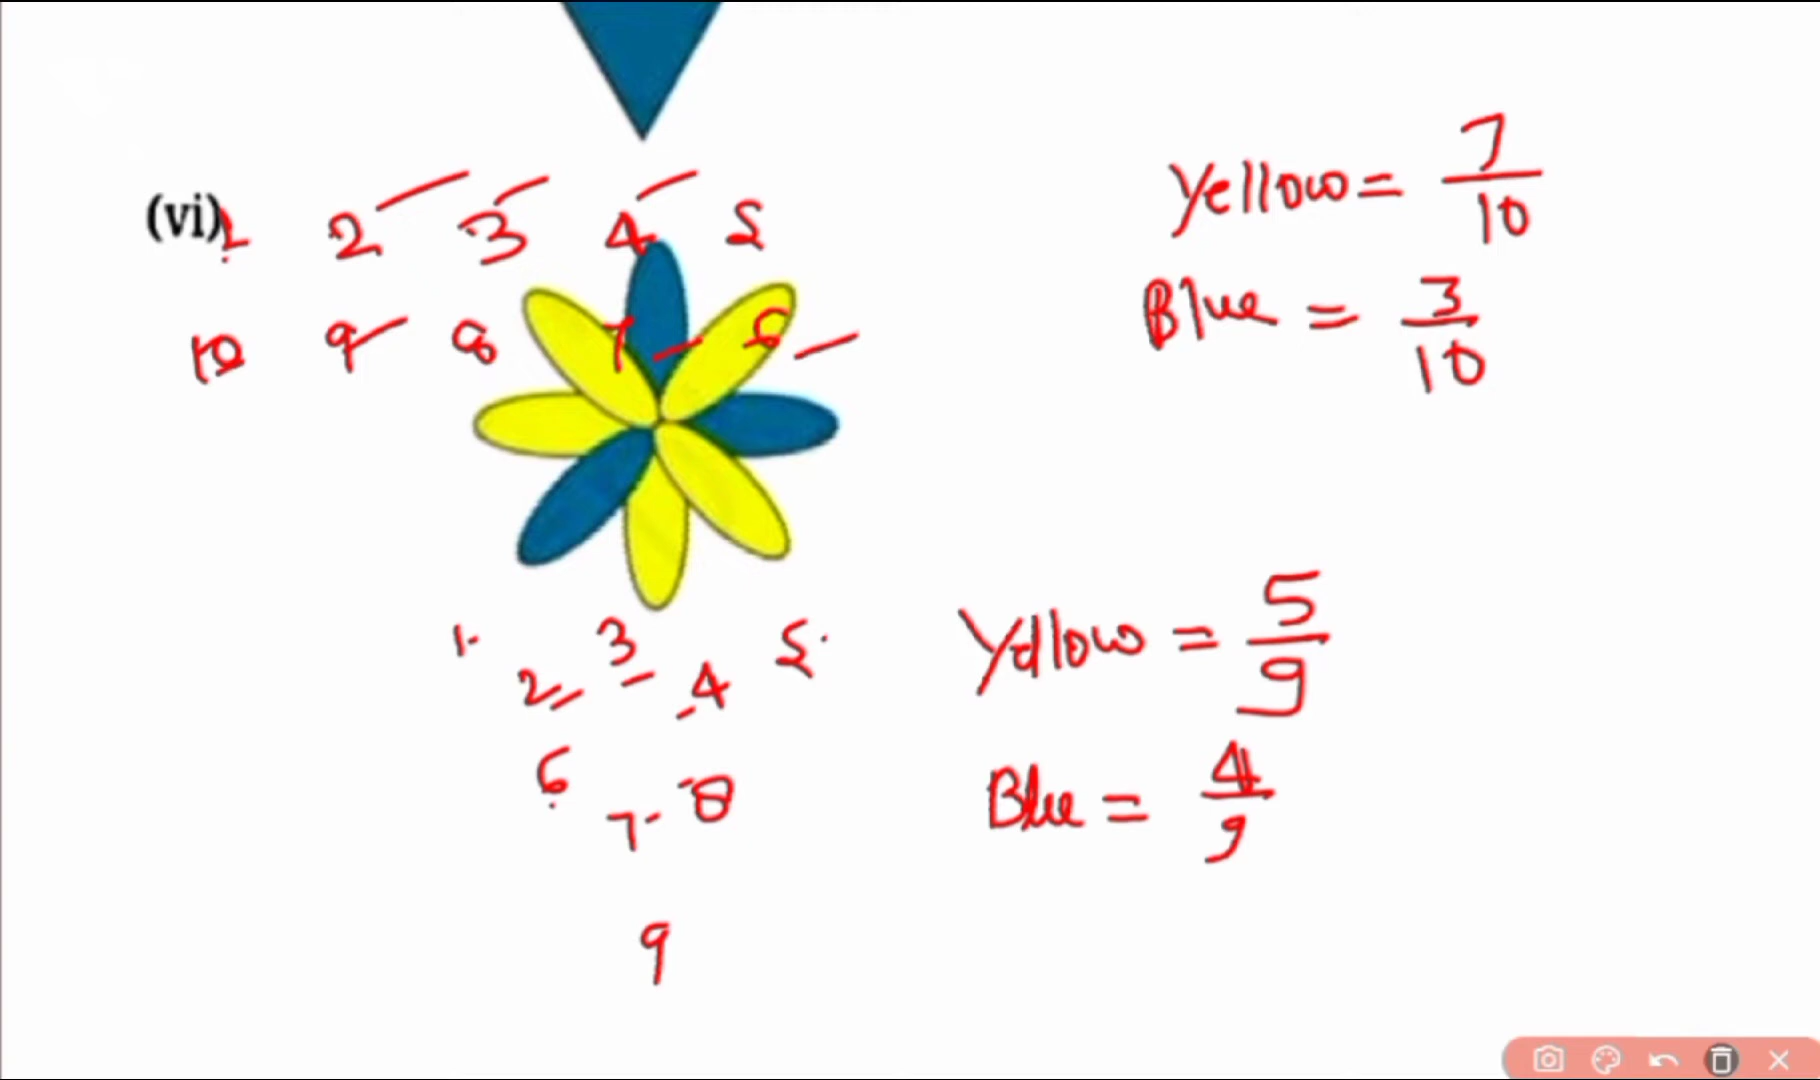 (vi) 1 2 3 4 5
10 9 8 7 6
Yellow = 7/10
Blue = 3/10
1 2 3 4 5
6 7 8
9
Yellow = 5/9
Blue = 4/9